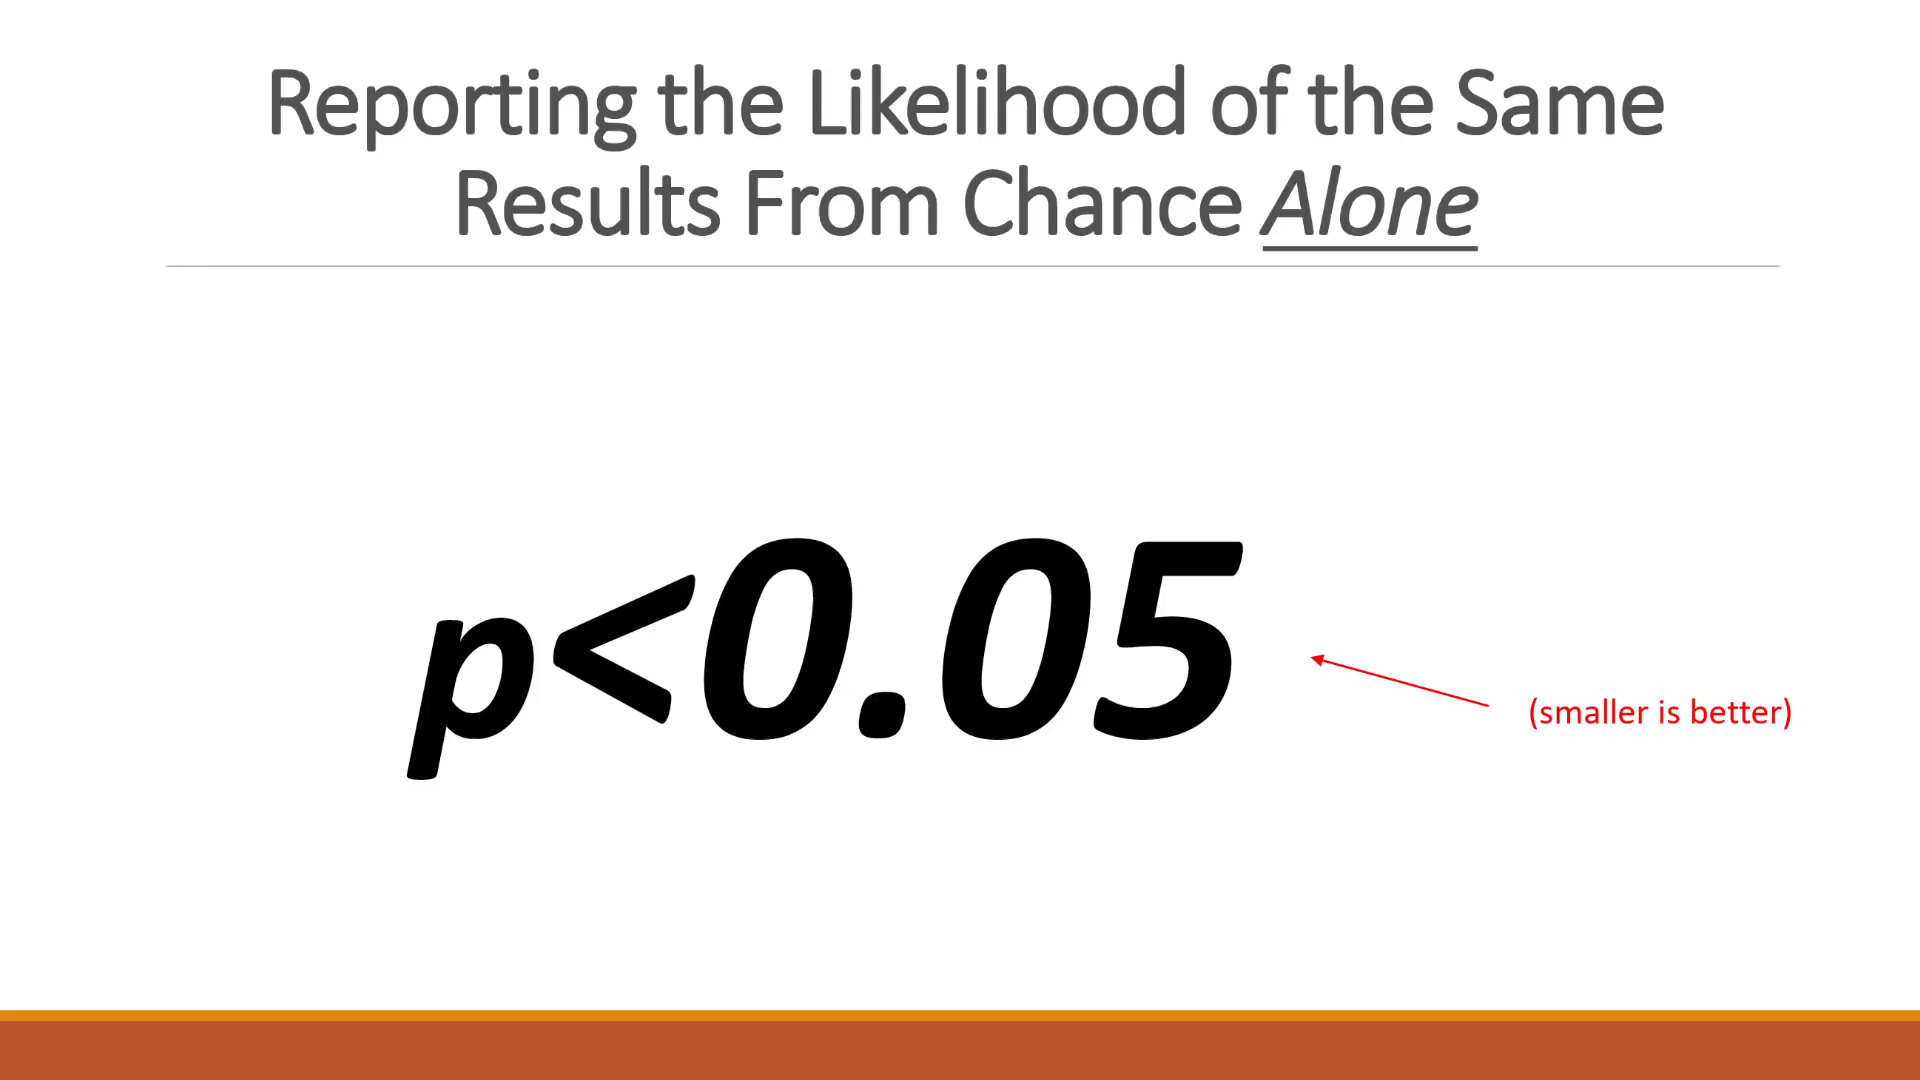 Reporting the Likelihood of the Same
Results From Chance Alone
p<0.05
(smaller is better)